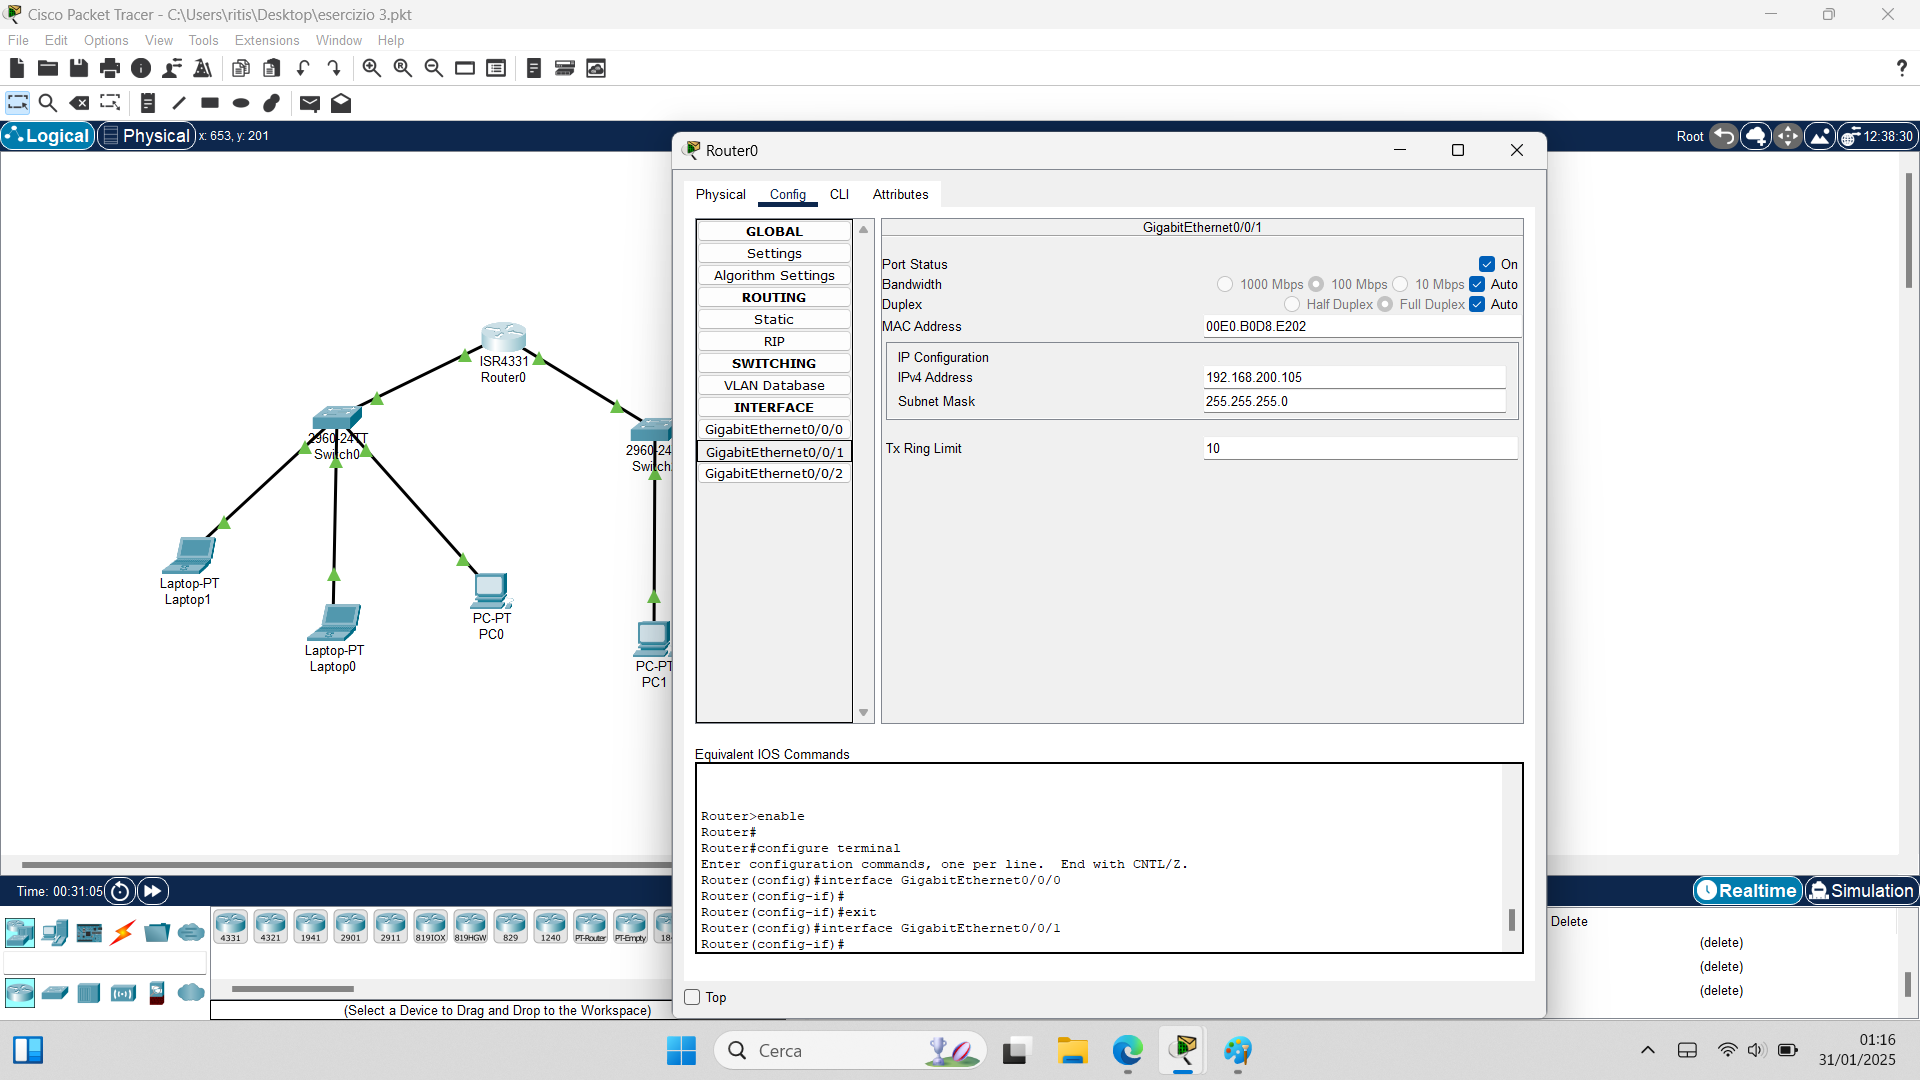 Cisco Packet Tracer - C:\Users\ritis\Desktop\esercizio 3.pkt
File Edit Options View Tools Extensions Window Help
Logical Physical x: 653, y: 201
Root 12:38:30
Router0
Physical Config CLI Attributes
GLOBAL
Settings
Algorithm Settings
ROUTING
Static
RIP
SWITCHING
VLAN Database
INTERFACE
GigabitEthernet0/0/0
GigabitEthernet0/0/1
GigabitEthernet0/0/2
GigabitEthernet0/0/1
Port Status On
Bandwidth 1000 Mbps 100 Mbps 10 Mbps Auto
Duplex Half Duplex Full Duplex Auto
MAC Address 00E0.B0D8.E202
IP Configuration
IPv4 Address 192.168.200.105
Subnet Mask 255.255.255.0
Tx Ring Limit 10
ISR4331
Router0
2960-24TT
Switch0
2960-24
Switch
Laptop-PT
Laptop1
Laptop-PT
Laptop0
PC-PT
PC0
PC-PT
PC1
Equivalent IOS Commands
Router>enable
Router#
Router#configure terminal
Enter configuration commands, one per line. End with CNTL/Z.
Router(config)#interface GigabitEthernet0/0/0
Router(config-if)#
Router(config-if)#exit
Router(config)#interface GigabitEthernet0/0/1
Router(config-if)#
Top
Time: 00:31:05
Realtime Simulation
4331 4321 1941 2901 2911 819IOX 819HGW 829 1240 PT-Router PT-Empty 18
(Select a Device to Drag and Drop to the Workspace)
Delete
(delete)
(delete)
(delete)
Cerca
01:16
31/01/2025